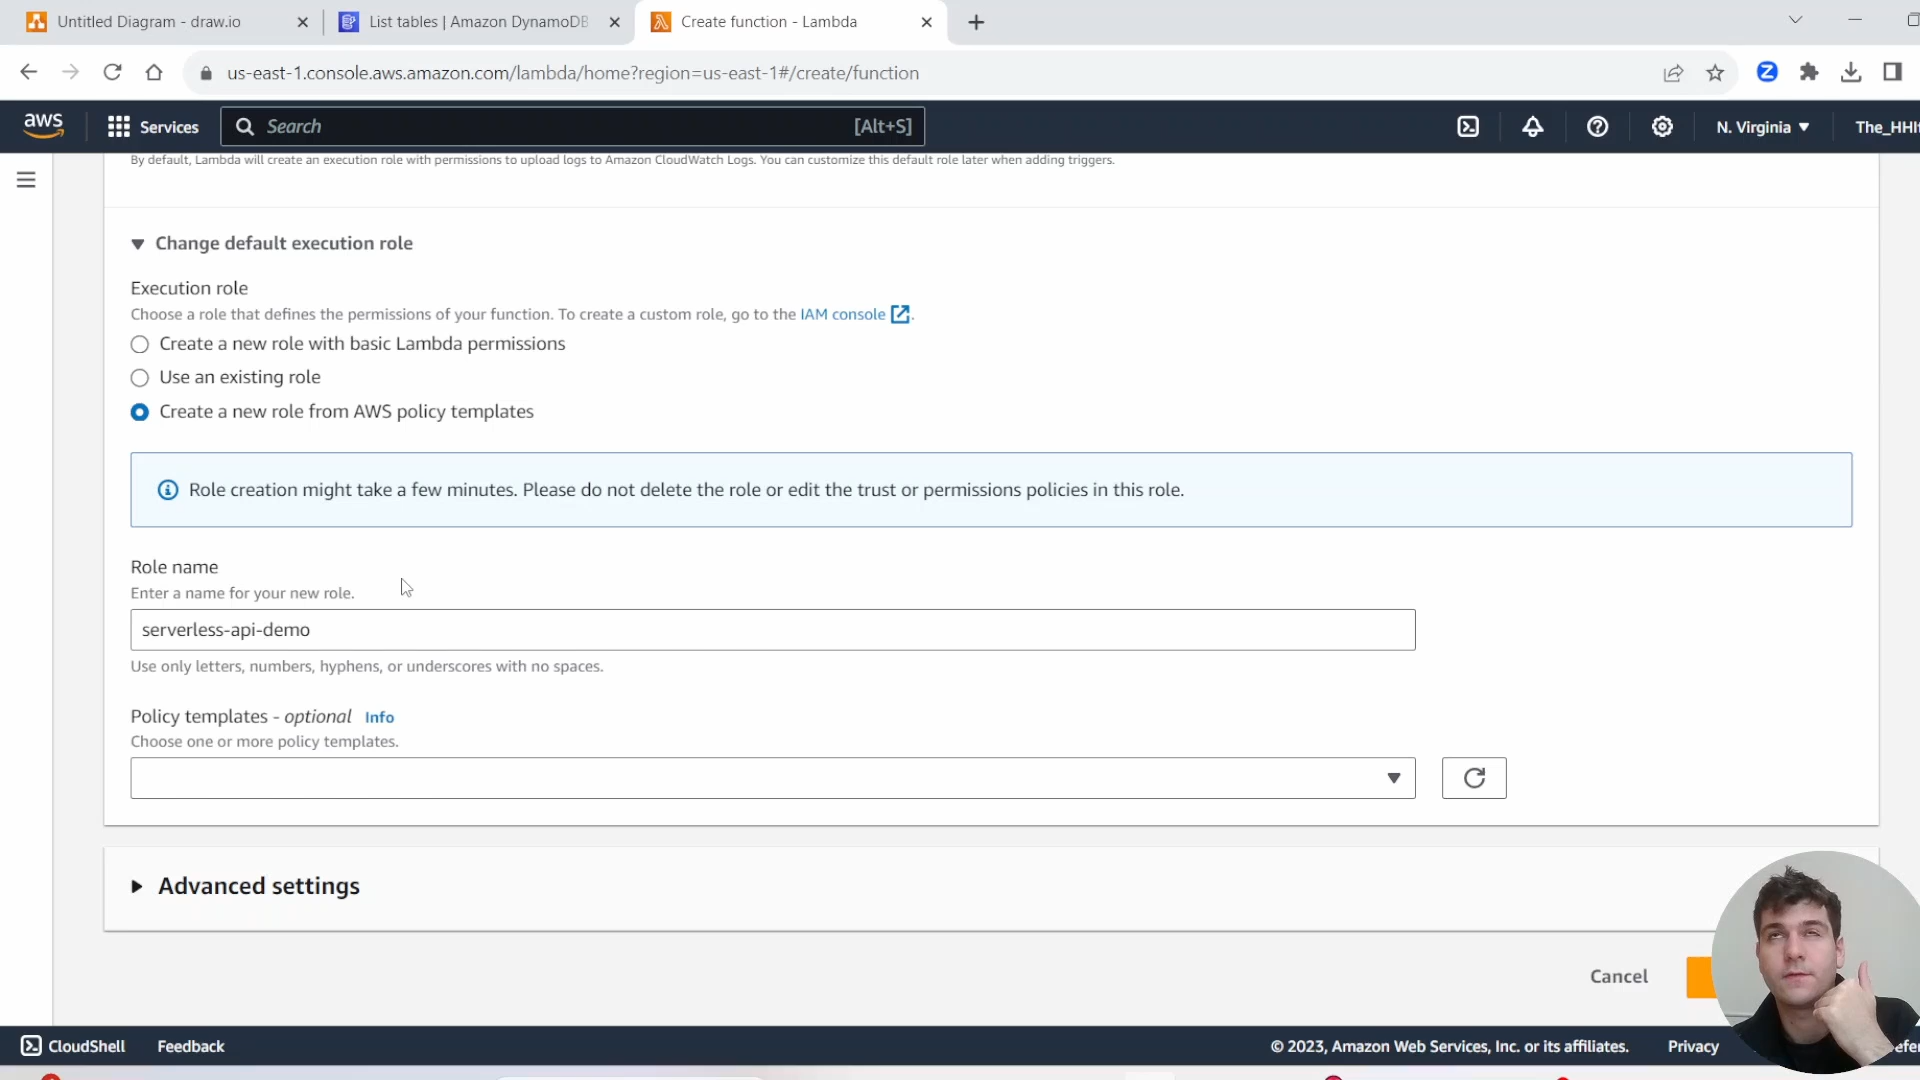 Untitled Diagram - draw.io
List tables | Amazon DynamoDB
Create function - Lambda
us-east-1.console.aws.amazon.com/lambda/home?region=us-east-1#/create/function
aws
Services
Search
[Alt+S]
N. Virginia
The_HHI
By default, Lambda will create an execution role with permissions to upload logs to Amazon CloudWatch Logs. You can customize this default role later when adding triggers.
Change default execution role
Execution role
Choose a role that defines the permissions of your function. To create a custom role, go to the IAM console.
Create a new role with basic Lambda permissions
Use an existing role
Create a new role from AWS policy templates
Role creation might take a few minutes. Please do not delete the role or edit the trust or permissions policies in this role.
Role name
Enter a name for your new role.
serverless-api-demo
Use only letters, numbers, hyphens, or underscores with no spaces.
Policy templates - optional Info
Choose one or more policy templates.
Advanced settings
Cancel
CloudShell
Feedback
© 2023, Amazon Web Services, Inc. or its affiliates.
Privacy